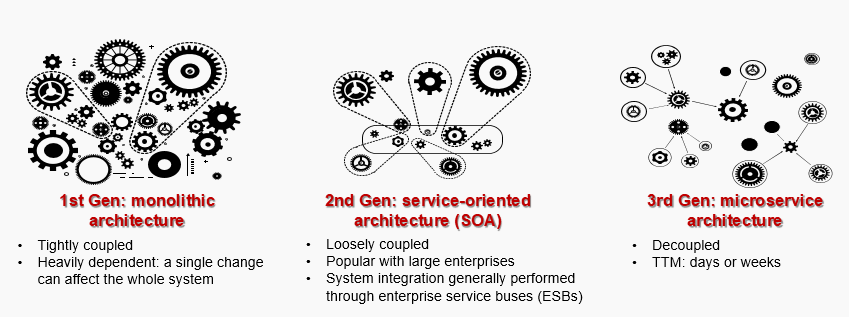 1st Gen: monolithic
architecture
• Tightly coupled
• Heavily dependent: a single change
can affect the whole system
2nd Gen: service-oriented
architecture (SOA)
• Loosely coupled
• Popular with large enterprises
• System integration generally performed
through enterprise service buses (ESBs)
3rd Gen: microservice
architecture
• Decoupled
• TTM: days or weeks